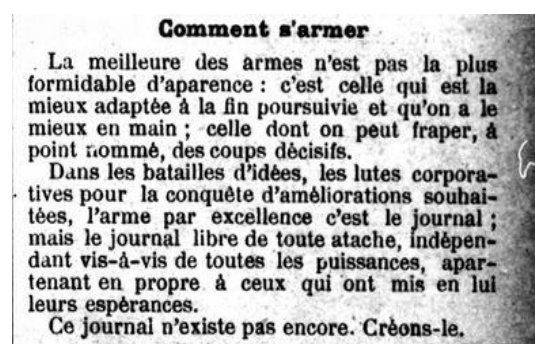 Comment s'armer
La meilleure des armes n'est pas la plus
formidable d'aparence : c'est celle qui est la
mieux adaptée à la fin poursuivie et qu'on a le
mieux en main ; celle dont on peut fraper, à
point nommé, des coups décisifs.
Dans les batailles d'idées, les lutes corpora-
tives pour la conquête d'améliorations souhai-
tées, l'arme par excellence c'est le journal ;
mais le journal libre de toute atache, indépen-
dant vis-à-vis de toutes les puissances, apar-
tenant en propre à ceux qui ont mis en lui
leurs espérances.
Ce journal n'existe pas encore. Créons-le.